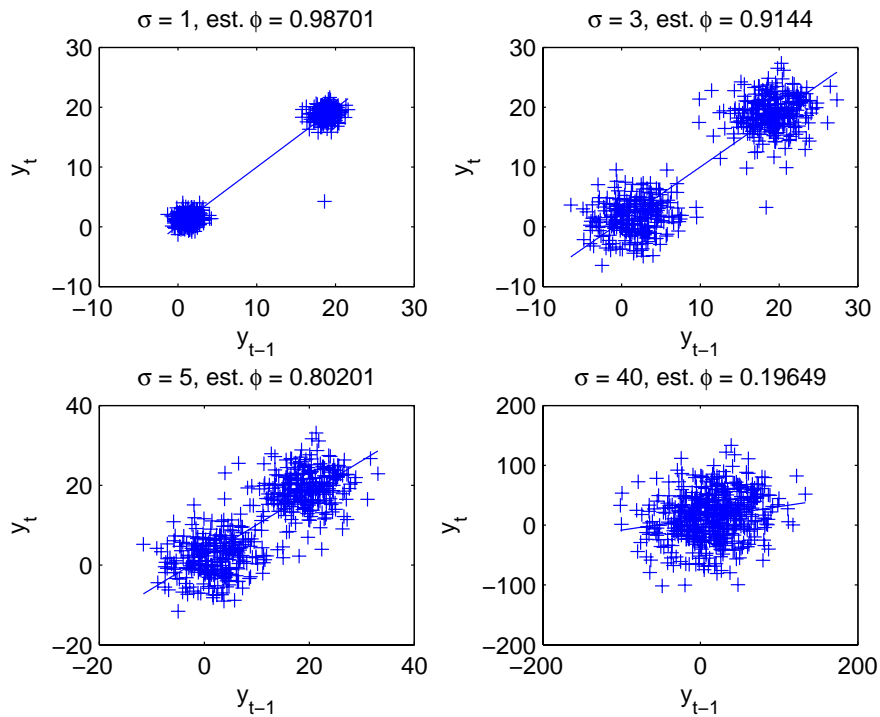 σ = 1, est. φ = 0.98701
30
20
10
0
−10
y_t
−10 0 10 20 30
y_{t−1}
σ = 3, est. φ = 0.9144
30
20
10
0
−10
y_t
−10 0 10 20 30
y_{t−1}
σ = 5, est. φ = 0.80201
40
20
0
−20
y_t
−20 0 20 40
y_{t−1}
σ = 40, est. φ = 0.19649
200
100
0
−100
−200
y_t
−200 0 200
y_{t−1}